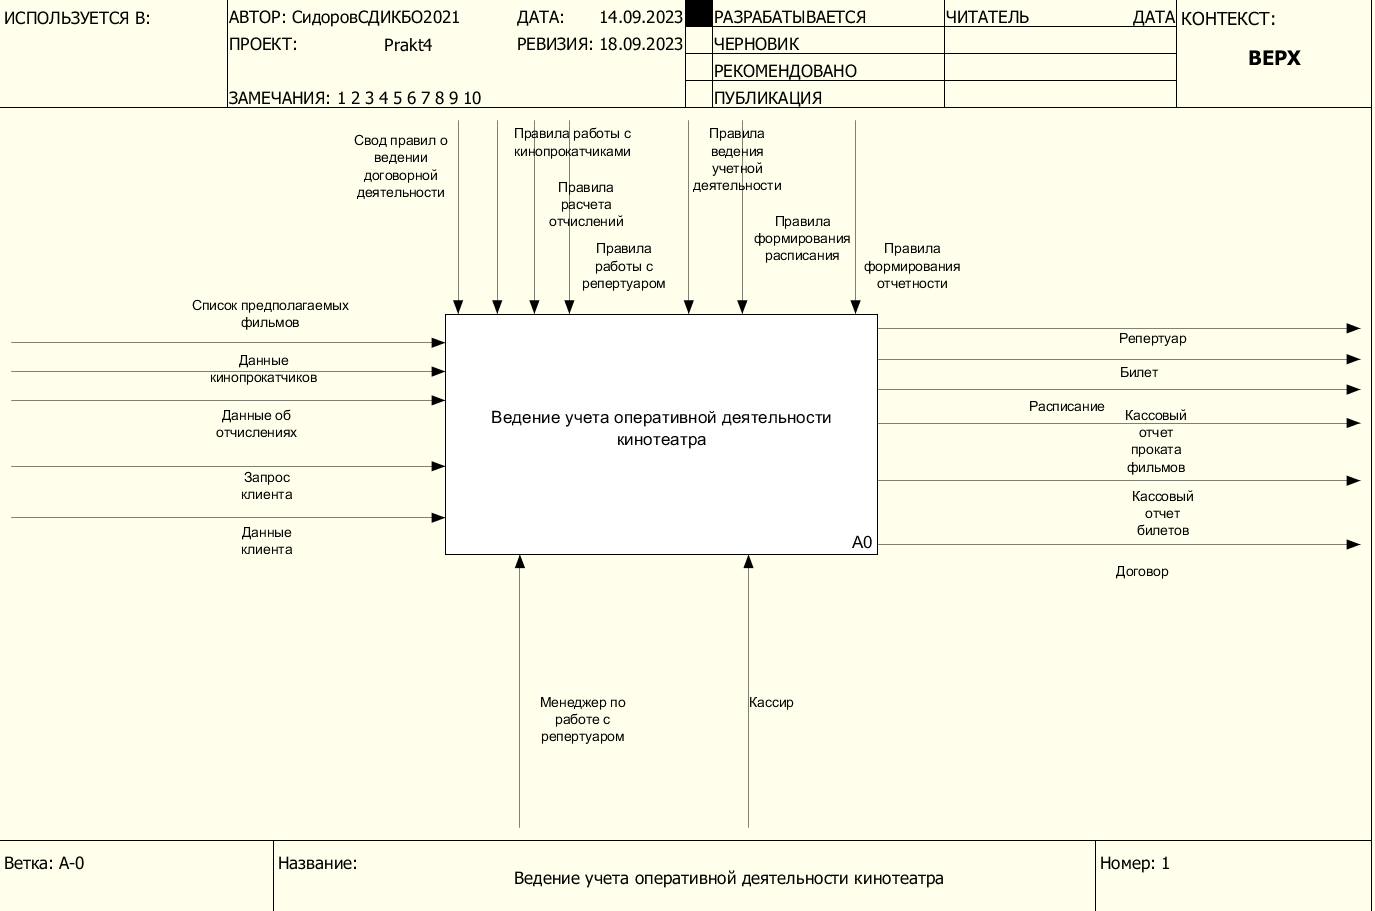 ИСПОЛЬЗУЕТСЯ В:
АВТОР: СидоровСДИКБО2021
ДАТА: 14.09.2023
ПРОЕКТ: Prakt4
РЕВИЗИЯ: 18.09.2023
ЗАМЕЧАНИЯ: 1 2 3 4 5 6 7 8 9 10
РАЗРАБАТЫВАЕТСЯ
ЧЕРНОВИК
РЕКОМЕНДОВАНО
ПУБЛИКАЦИЯ
ЧИТАТЕЛЬ ДАТА
КОНТЕКСТ:
ВЕРХ
Свод правил о
ведении
договорной
деятельности
Правила работы с
кинопрокатчиками
Правила
расчета
отчислений
Правила
работы с
репертуаром
Правила
ведения
учетной
деятельности
Правила
формирования
расписания
Правила
формирования
отчетности
Список предполагаемых
фильмов
Данные
кинопрокатчиков
Данные об
отчислениях
Запрос
клиента
Данные
клиента
Ведение учета оперативной деятельности
кинотеатра
A0
Репертуар
Билет
Расписание
Кассовый
отчет
проката
фильмов
Кассовый
отчет
билетов
Договор
Менеджер по
работе с
репертуаром
Кассир
Ветка: A-0
Название:
Ведение учета оперативной деятельности кинотеатра
Номер: 1